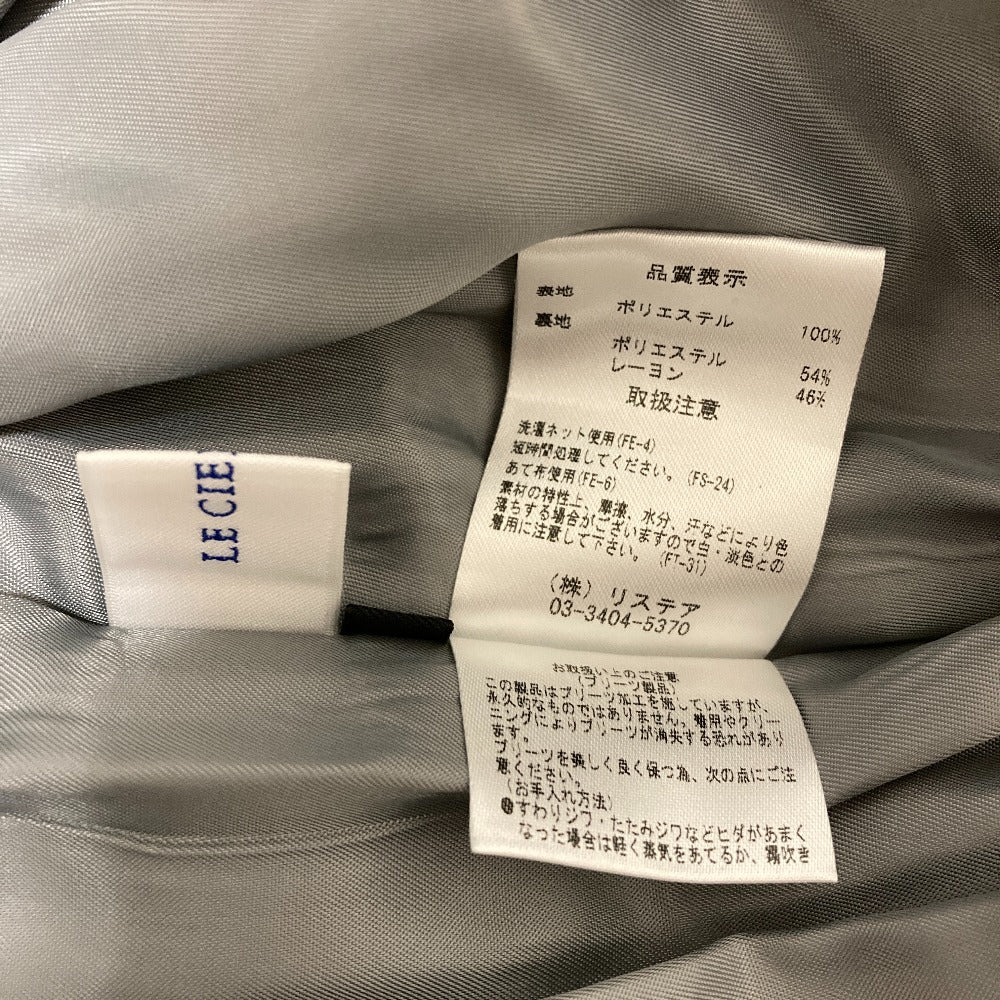 LE CIE
品質表示
表地 ポリエステル 100%
裏地 ポリエステル 54%
レーヨン 46%
取扱注意
洗濯ネット使用(FE-4)
短時間処理してください。(FS-24)
あて布使用(FE-6)
素材の特性上、摩擦、水分、汗などにより色
落ちする場合がございますので白・淡色との
着用に注意して下さい。(FT-31)
(株) リステア
03-3404-5370
お取扱い上のご注意
(プリーツ製品)
この製品はプリーツ加工を施していますが、
永久的なものではありません。着用やクリー
ニングによりプリーツが消失する恐れがあり
ます。
プリーツを美しく良く保つ為、次の点にご注
意ください。
(お手入れ方法)
●すわりジワ・たたみジワなどヒダがあまく
なった場合は軽く蒸気をあてるか、霧吹き